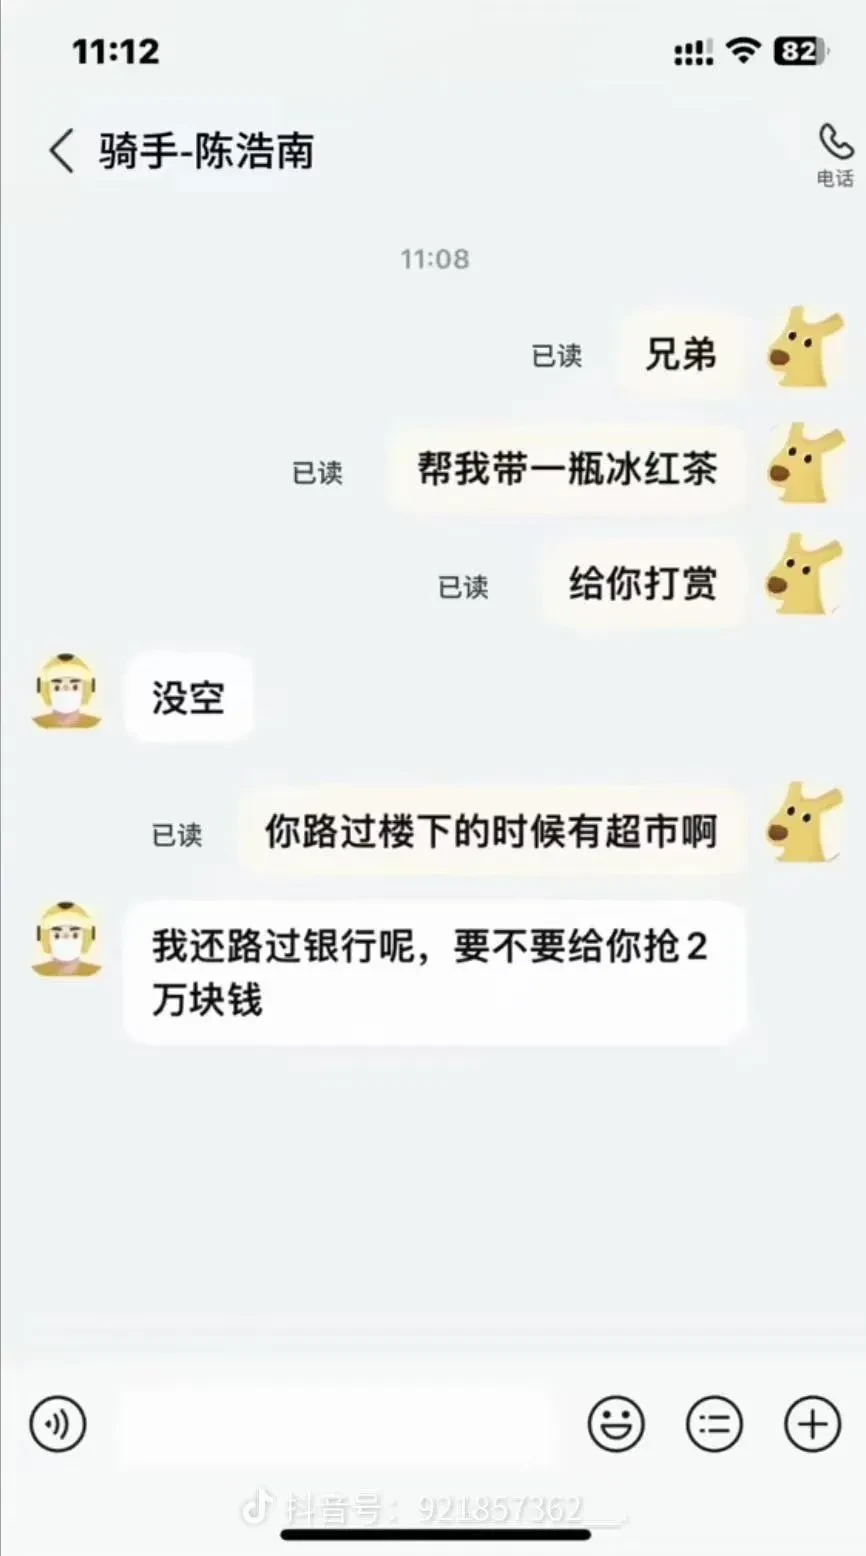 11:12
82
骑手-陈浩南
电话
11:08
已读
兄弟
已读
帮我带一瓶冰红茶
已读
给你打赏
没空
已读
你路过楼下的时候有超市啊
我还路过银行呢，要不要给你抢2
万块钱
抖音号：921857362__